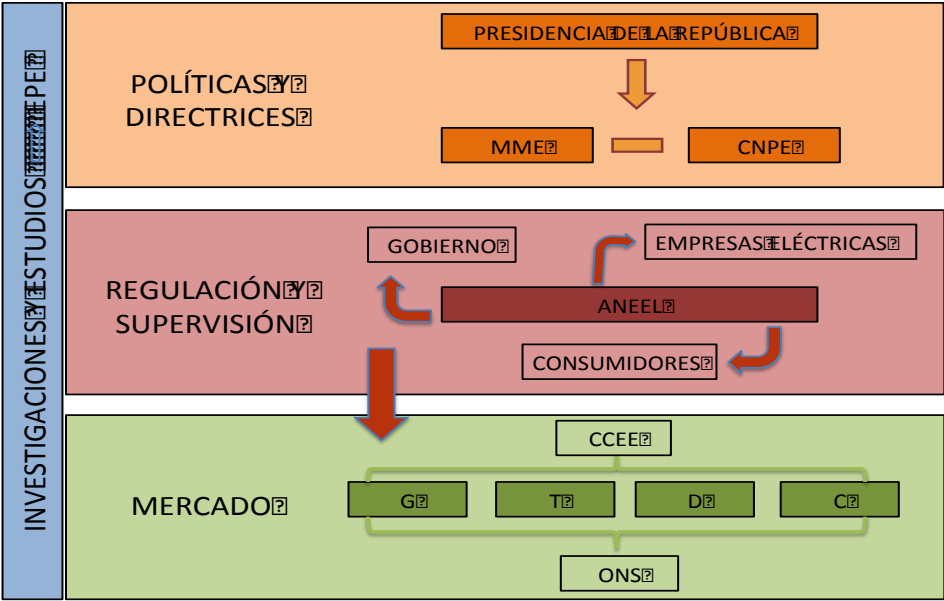 INVESTIGACIONES Y ESTUDIOS EPE
POLÍTICAS Y
DIRECTRICES
PRESIDENCIA DE LA REPÚBLICA
MME
CNPE
REGULACIÓN Y
SUPERVISIÓN
GOBIERNO
EMPRESAS ELÉCTRICAS
ANEEL
CONSUMIDORES
MERCADO
CCEE
G
T
D
C
ONS